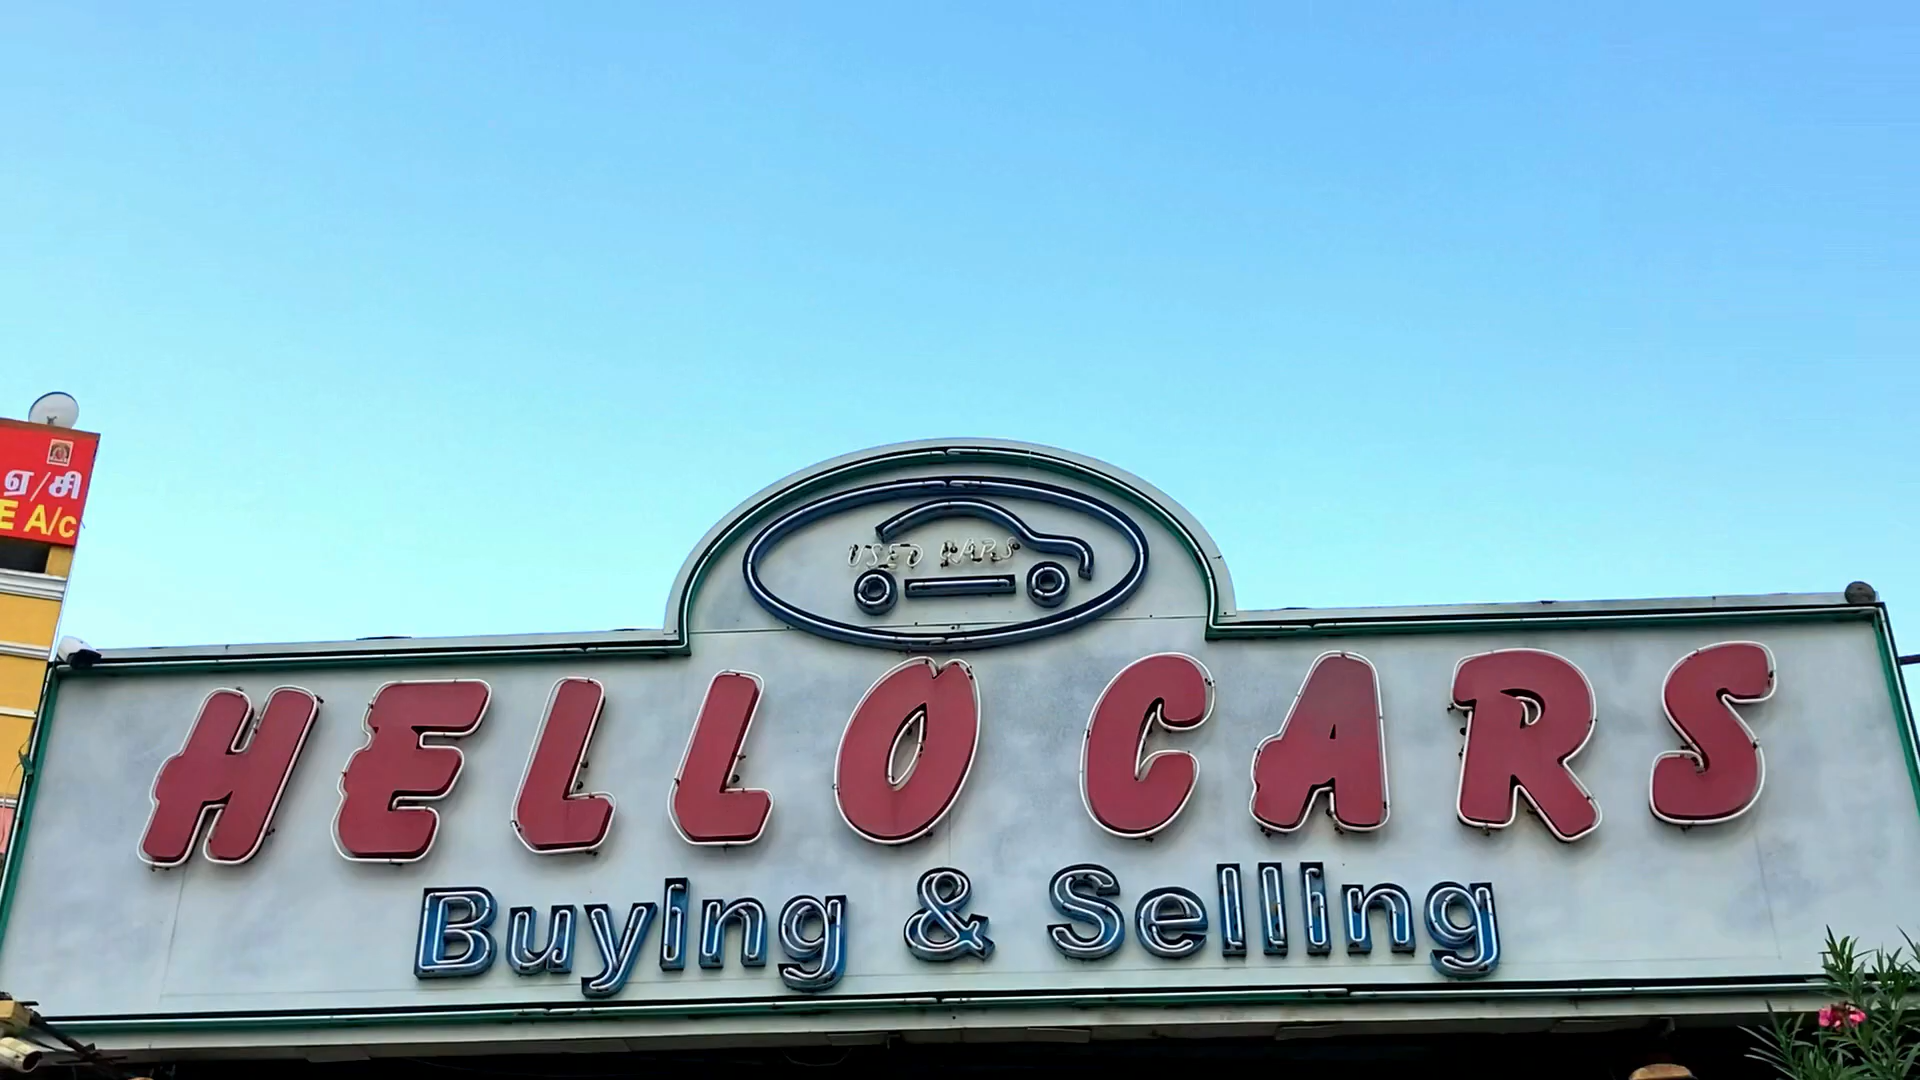 ஏ/சி
E A/c
USED CARS
HELLO CARS
Buying & Selling